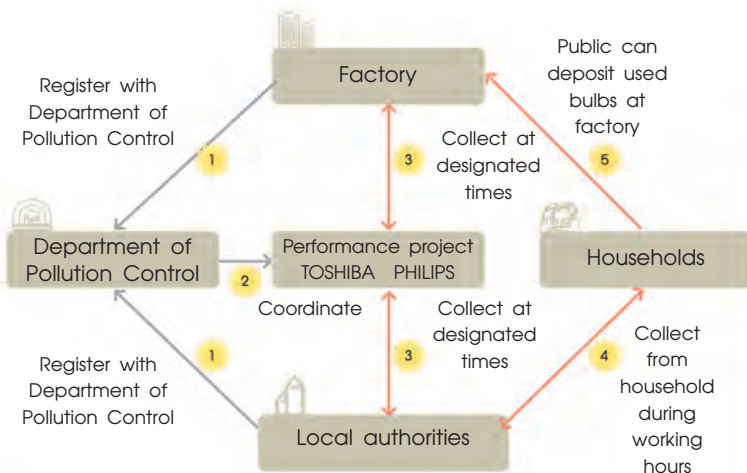 Factory
Public can
deposit used
bulbs at
factory
Register with
Department of
Pollution Control
1
3
Collect at
designated
times
5
Department of
Pollution Control
2
Performance project
TOSHIBA PHILIPS
Households
Coordinate
Register with
Department of
Pollution Control
1
3
Collect at
designated
times
4
Collect
from
household
during
working
hours
Local authorities